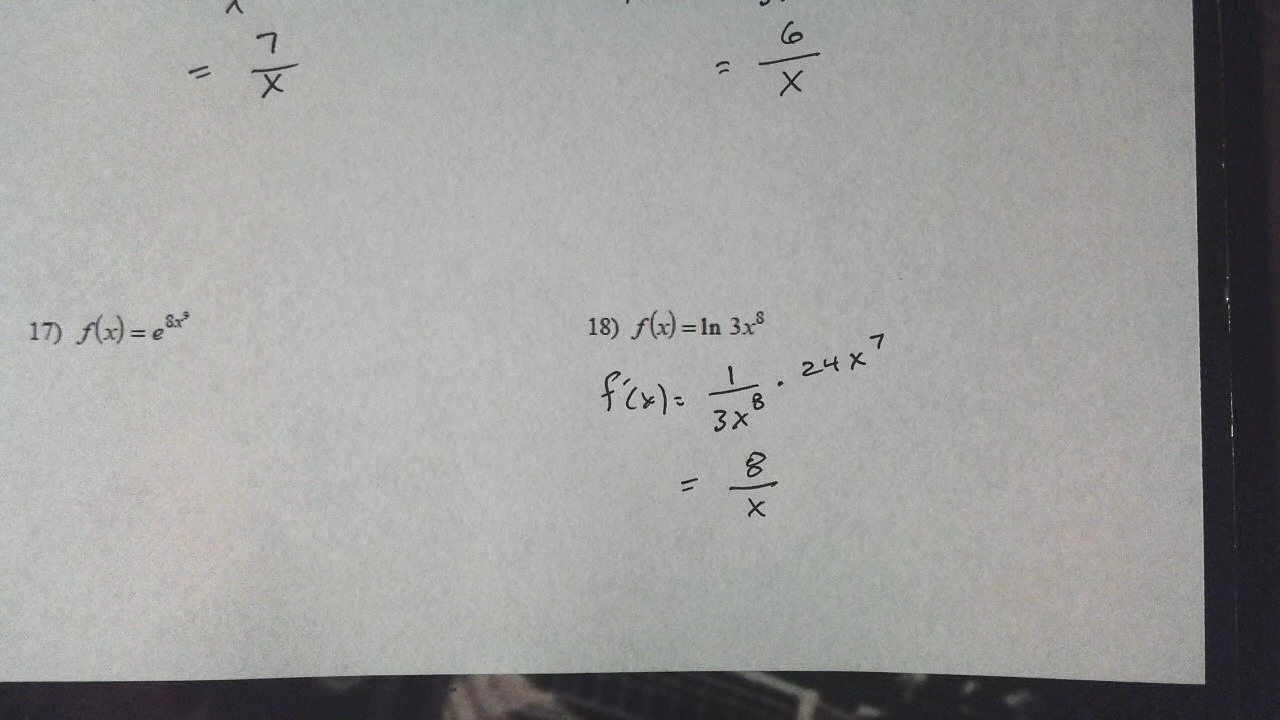 = 7/x
= 6/x
17) f(x) = e^{8x^9}
18) f(x) = ln 3x^8
f'(x) = 1/(3x^8) · 24x^7
= 8/x